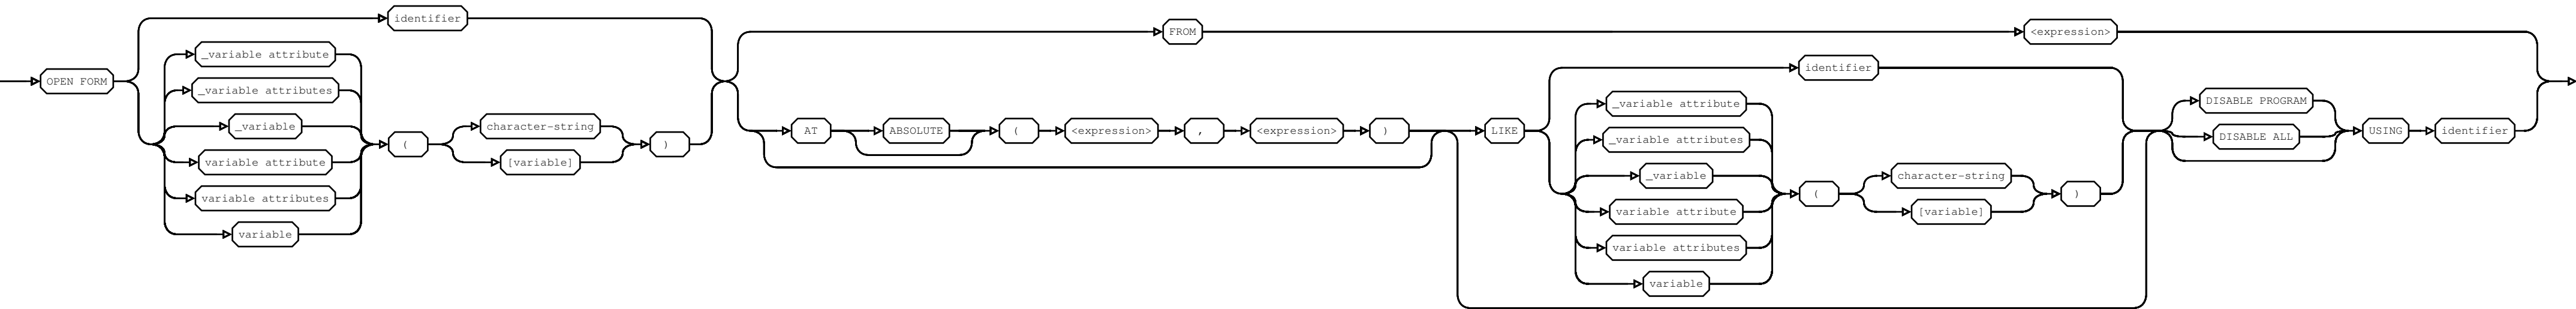 OPEN FORM
identifier
_variable attribute
_variable attributes
_variable
variable attribute
variable attributes
variable
(
character-string
[variable]
)
FROM
<expression>
AT
ABSOLUTE
(
<expression>
,
<expression>
)
LIKE
identifier
_variable attribute
_variable attributes
_variable
variable attribute
variable attributes
variable
(
character-string
[variable]
)
DISABLE PROGRAM
DISABLE ALL
USING
identifier